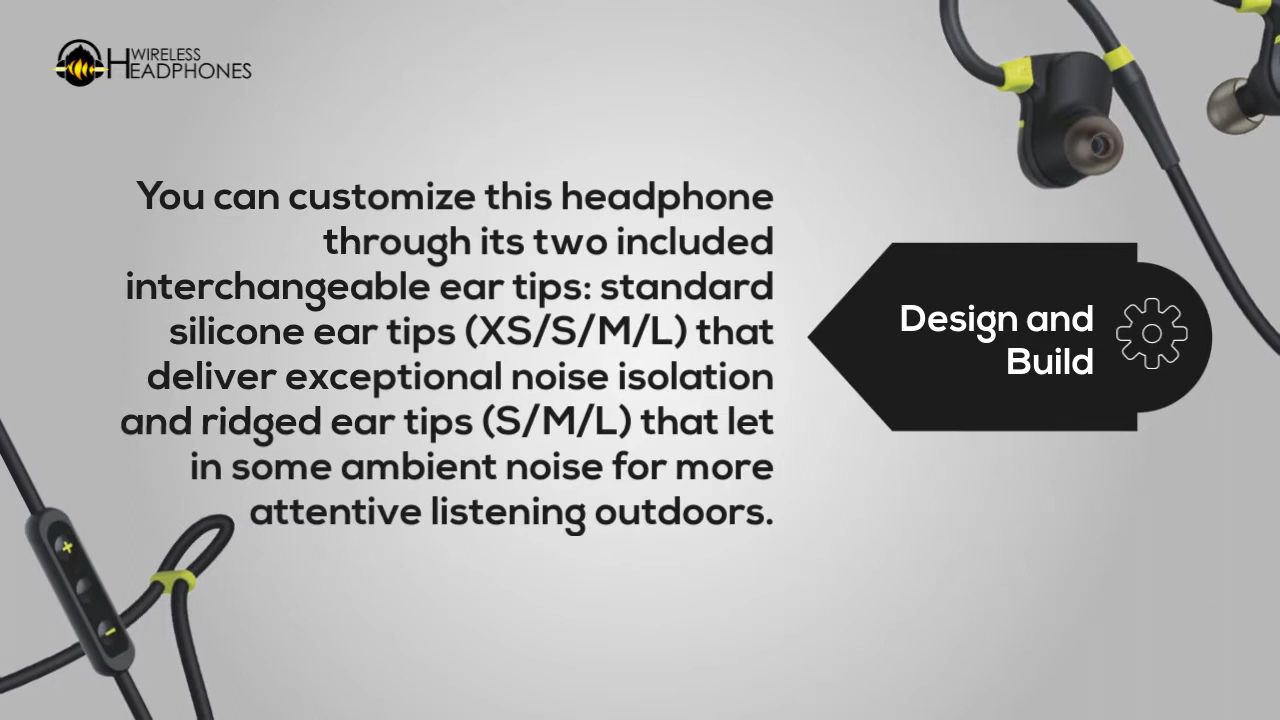 WIRELESS
HEADPHONES
You can customize this headphone
through its two included
interchangeable ear tips: standard
silicone ear tips (XS/S/M/L) that
deliver exceptional noise isolation
and ridged ear tips (S/M/L) that let
in some ambient noise for more
attentive listening outdoors.
Design and
Build